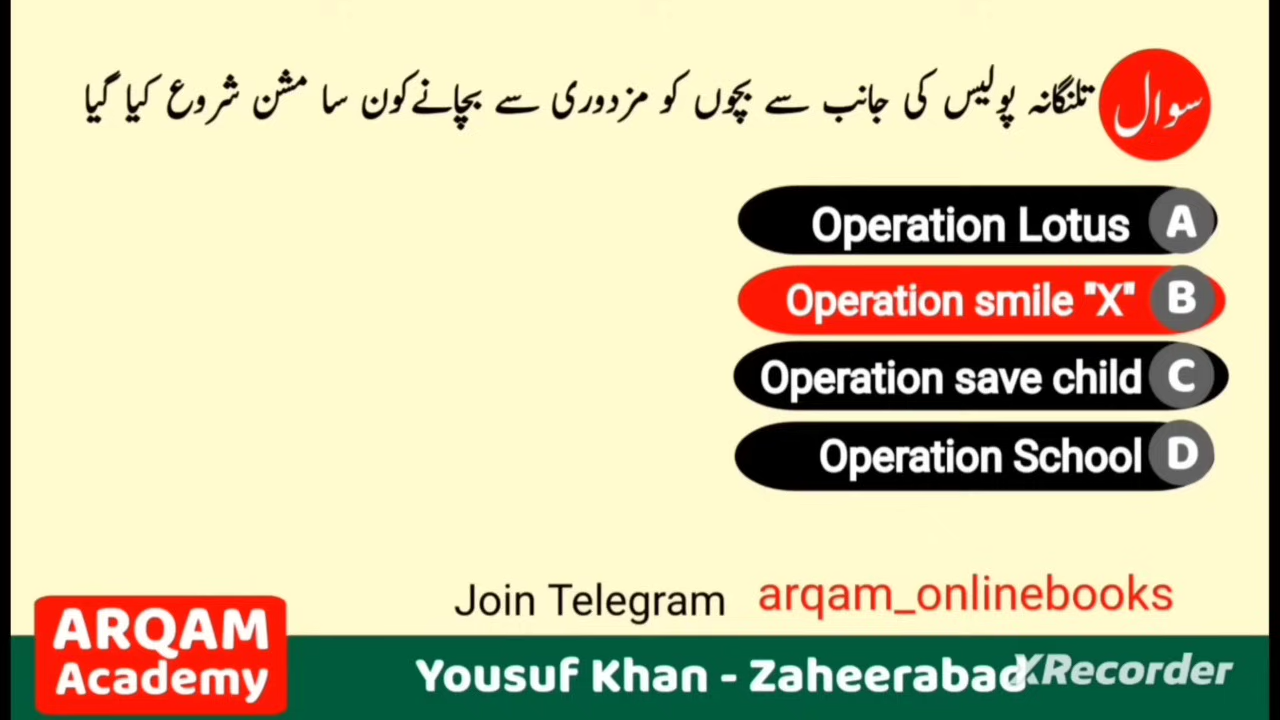 سوال تلنگانہ پولیس کی جانب سے بچوں کو مزدوری سے بچانے کون سا مشن شروع کیا گیا
Operation Lotus A
Operation smile "X" B
Operation save child C
Operation School D
Join Telegram arqam_onlinebooks
ARQAM
Academy
Yousuf Khan - Zaheerabad
XRecorder